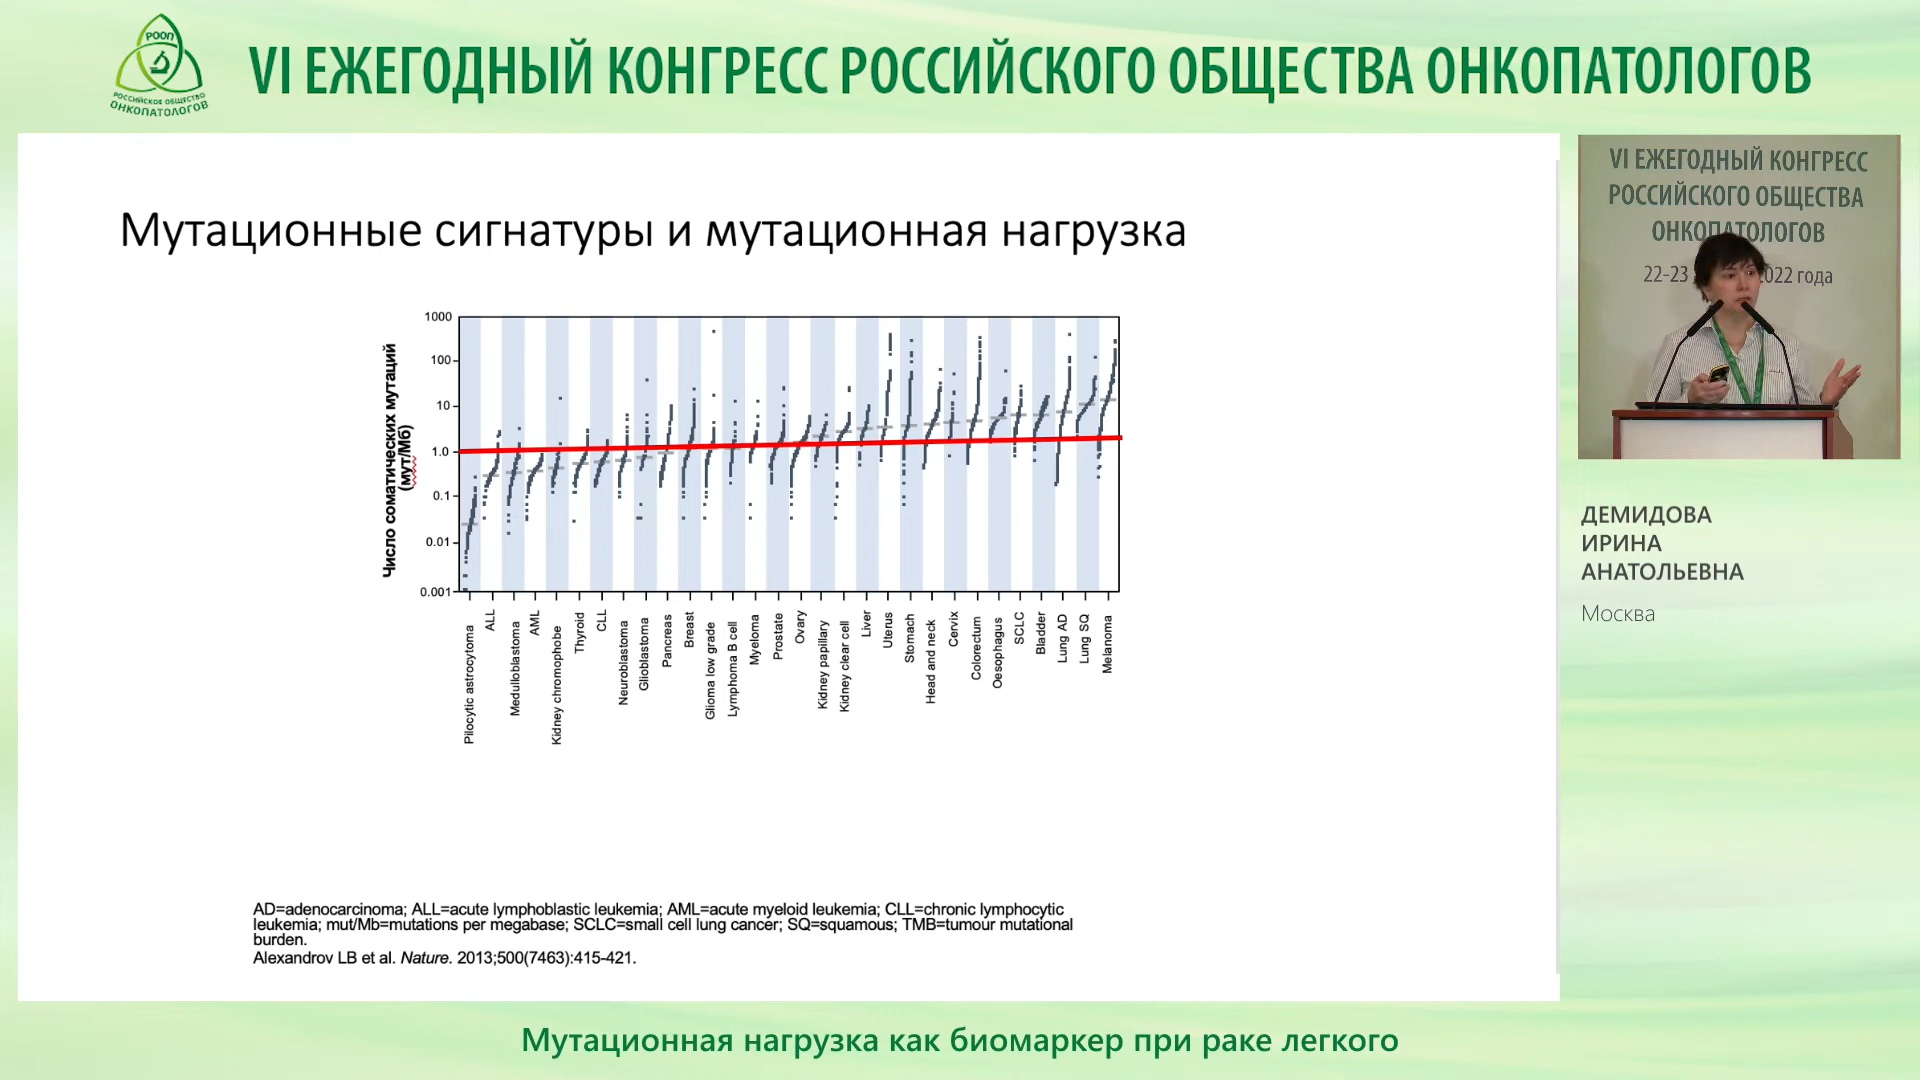 РООП
РОССИЙСКОЕ ОБЩЕСТВО
ОНКОПАТОЛОГОВ
VI ЕЖЕГОДНЫЙ КОНГРЕСС РОССИЙСКОГО ОБЩЕСТВА ОНКОПАТОЛОГОВ
Мутационные сигнатуры и мутационная нагрузка
Число соматических мутаций
(мут/Мб)
1000
100
10
1.0
0.1
0.01
0.001
Pilocytic astrocytoma
ALL
Medulloblastoma
AML
Kidney chromophobe
Thyroid
CLL
Neuroblastoma
Glioblastoma
Pancreas
Breast
Glioma low grade
Lymphoma B cell
Myeloma
Prostate
Ovary
Kidney papillary
Kidney clear cell
Liver
Uterus
Stomach
Head and neck
Cervix
Colorectum
Oesophagus
SCLC
Bladder
Lung AD
Lung SQ
Melanoma
AD=adenocarcinoma; ALL=acute lymphoblastic leukemia; AML=acute myeloid leukemia; CLL=chronic lymphocytic
leukemia; mut/Mb=mutations per megabase; SCLC=small cell lung cancer; SQ=squamous; TMB=tumour mutational
burden.
Alexandrov LB et al. Nature. 2013;500(7463):415-421.
VI ЕЖЕГОДНЫЙ КОНГРЕСС
РОССИЙСКОГО ОБЩЕСТВА
ОНКОПАТОЛОГОВ
22-23 2022 года
ДЕМИДОВА
ИРИНА
АНАТОЛЬЕВНА
Москва
Мутационная нагрузка как биомаркер при раке легкого